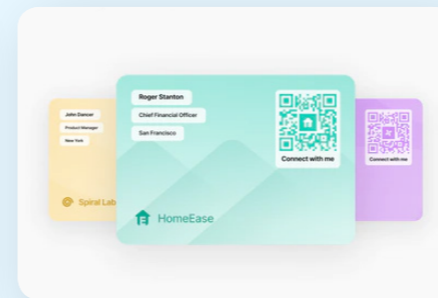 John Dancer
Product Manager
New York
Spiral Lab
Roger Stanton
Chief Financial Officer
San Francisco
Connect with me
HomeEase
Connect with me